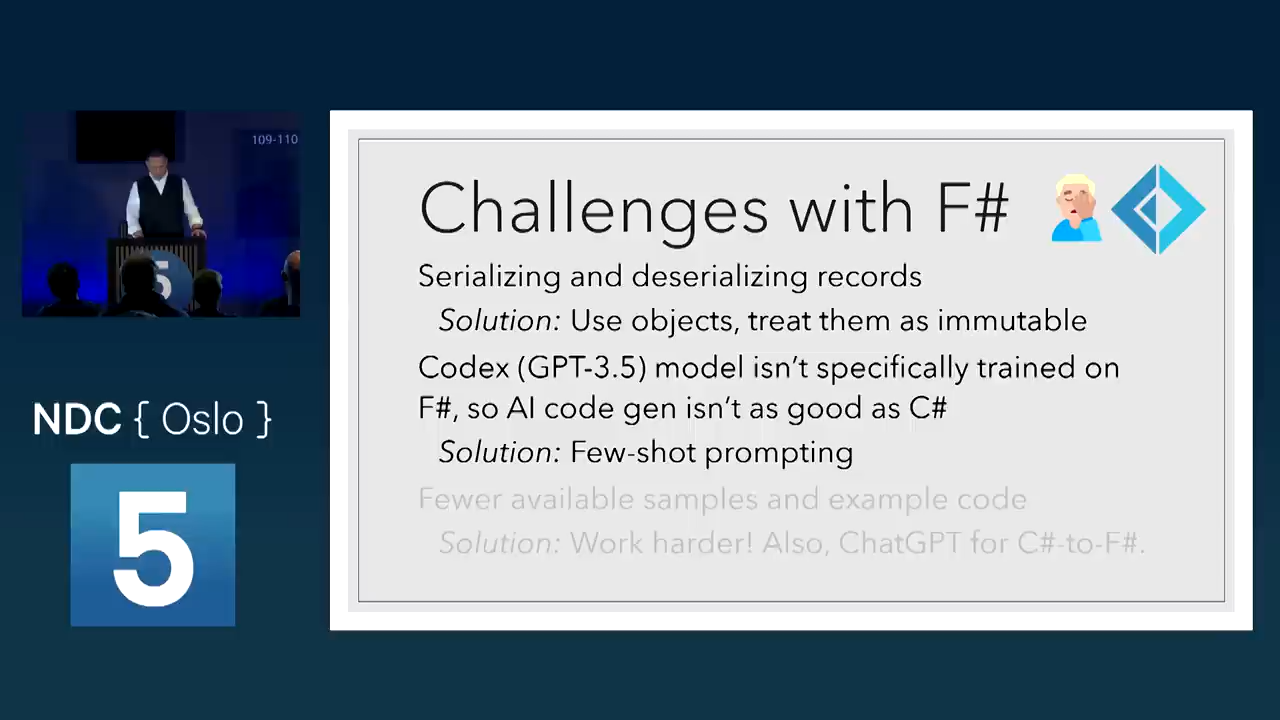 109-110
5
NDC { Oslo }
5
Challenges with F#
Serializing and deserializing records
Solution: Use objects, treat them as immutable
Codex (GPT-3.5) model isn’t specifically trained on
F#, so AI code gen isn’t as good as C#
Solution: Few-shot prompting
Fewer available samples and example code
Solution: Work harder! Also, ChatGPT for C#-to-F#.